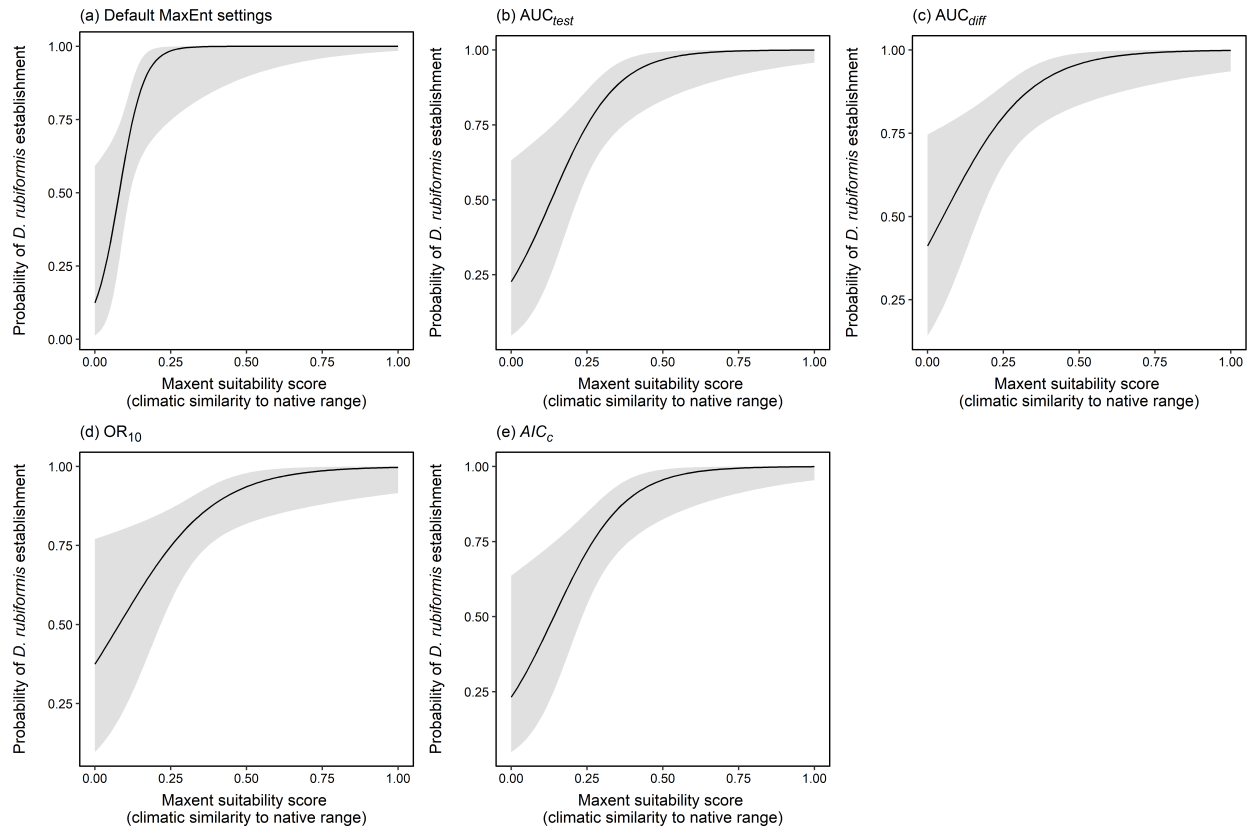 (a) Default MaxEnt settings
Probability of D. rubiformis establishment
1.00
0.75
0.50
0.25
0.00
0.00 0.25 0.50 0.75 1.00
Maxent suitability score
(climatic similarity to native range)
(b) AUCtest
Probability of D. rubiformis establishment
1.00
0.75
0.50
0.25
0.00 0.25 0.50 0.75 1.00
Maxent suitability score
(climatic similarity to native range)
(c) AUCdiff
Probability of D. rubiformis establishment
1.00
0.75
0.50
0.25
0.00 0.25 0.50 0.75 1.00
Maxent suitability score
(climatic similarity to native range)
(d) OR10
Probability of D. rubiformis establishment
1.00
0.75
0.50
0.25
0.00 0.25 0.50 0.75 1.00
Maxent suitability score
(climatic similarity to native range)
(e) AICc
Probability of D. rubiformis establishment
1.00
0.75
0.50
0.25
0.00 0.25 0.50 0.75 1.00
Maxent suitability score
(climatic similarity to native range)